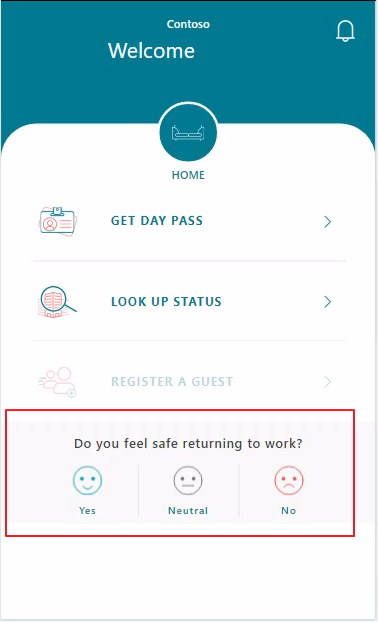 Contoso
Welcome
HOME
GET DAY PASS
LOOK UP STATUS
REGISTER A GUEST
Do you feel safe returning to work?
Yes
Neutral
No